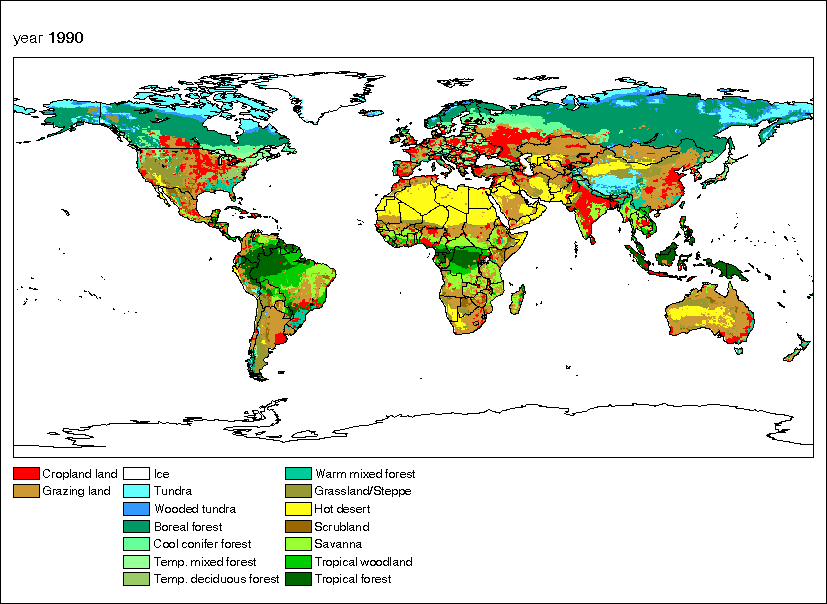 year 1990
Cropland land
Ice
Warm mixed forest
Grazing land
Tundra
Grassland/Steppe
Wooded tundra
Hot desert
Boreal forest
Scrubland
Cool conifer forest
Savanna
Temp. mixed forest
Tropical woodland
Temp. deciduous forest
Tropical forest